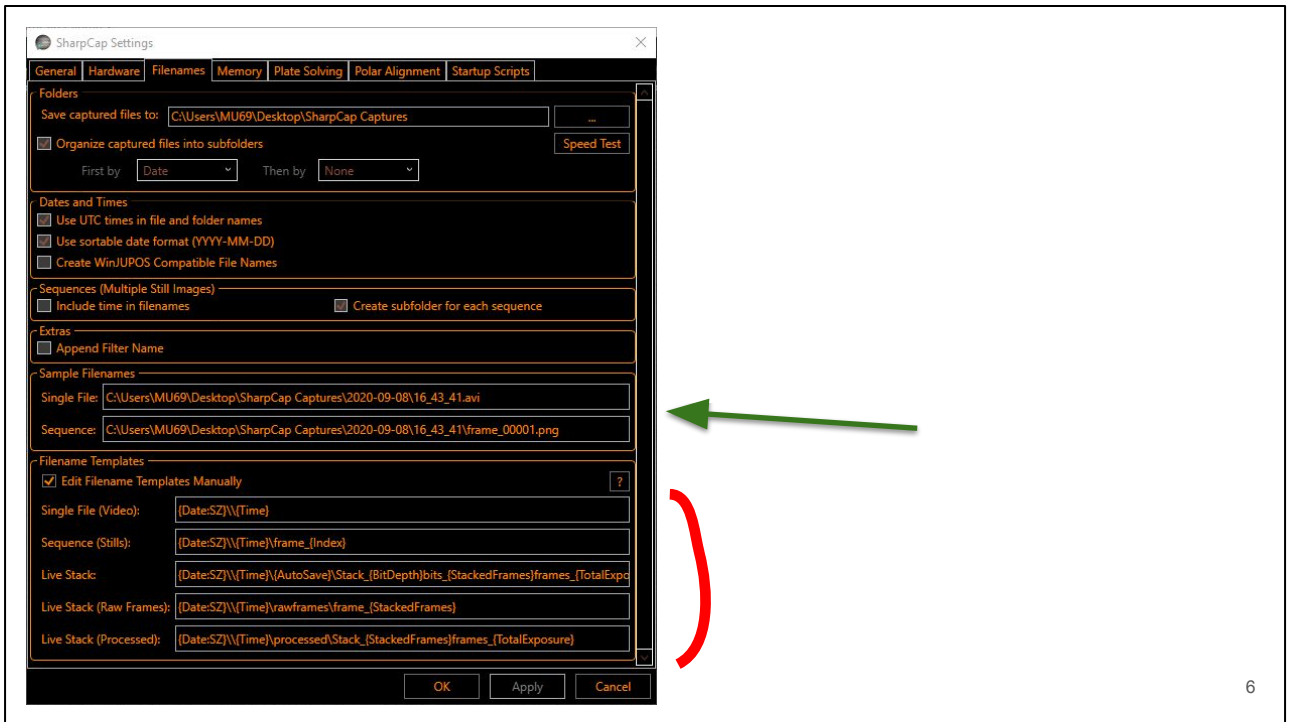 SharpCap Settings
General Hardware Filenames Memory Plate Solving Polar Alignment Startup Scripts
Folders
Save captured files to: C:\Users\MU69\Desktop\SharpCap Captures ...
Organize captured files into subfolders Speed Test
First by Date Then by None
Dates and Times
Use UTC times in file and folder names
Use sortable date format (YYYY-MM-DD)
Create WinJUPOS Compatible File Names
Sequences (Multiple Still Images)
Include time in filenames Create subfolder for each sequence
Extras
Append Filter Name
Sample Filenames
Single File: C:\Users\MU69\Desktop\SharpCap Captures\2020-09-08\16_43_41.avi
Sequence: C:\Users\MU69\Desktop\SharpCap Captures\2020-09-08\16_43_41\frame_00001.png
Filename Templates
Edit Filename Templates Manually ?
Single File (Video): {Date:SZ}\\{Time}
Sequence (Stills): {Date:SZ}\\{Time}\frame_{Index}
Live Stack: {Date:SZ}\\{Time}\{AutoSave}\Stack_{BitDepth}bits_{StackedFrames}frames_{TotalExpo
Live Stack (Raw Frames): {Date:SZ}\\{Time}\rawframes\frame_{StackedFrames}
Live Stack (Processed): {Date:SZ}\\{Time}\processed\Stack_{StackedFrames}frames_{TotalExposure}
OK Apply Cancel
6